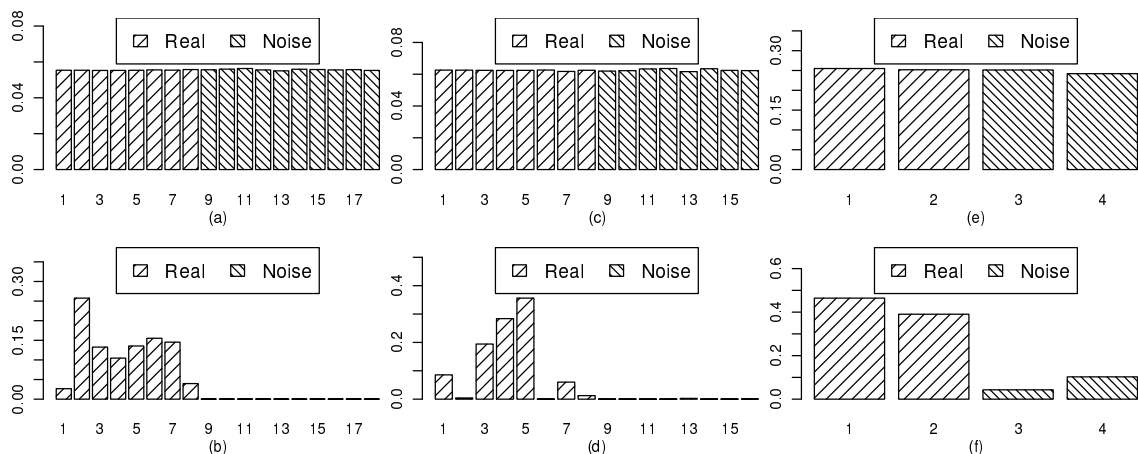 Real Noise
0.08
0.04
0.00
1 3 5 7 9 11 13 15 17
(a)
Real Noise
0.08
0.04
0.00
1 3 5 7 9 11 13 15
(c)
Real Noise
0.30
0.15
0.00
1 2 3 4
(e)
Real Noise
0.30
0.15
0.00
1 3 5 7 9 11 13 15 17
(b)
Real Noise
0.4
0.2
0.0
1 3 5 7 9 11 13 15
(d)
Real Noise
0.6
0.4
0.2
0.0
1 2 3 4
(f)